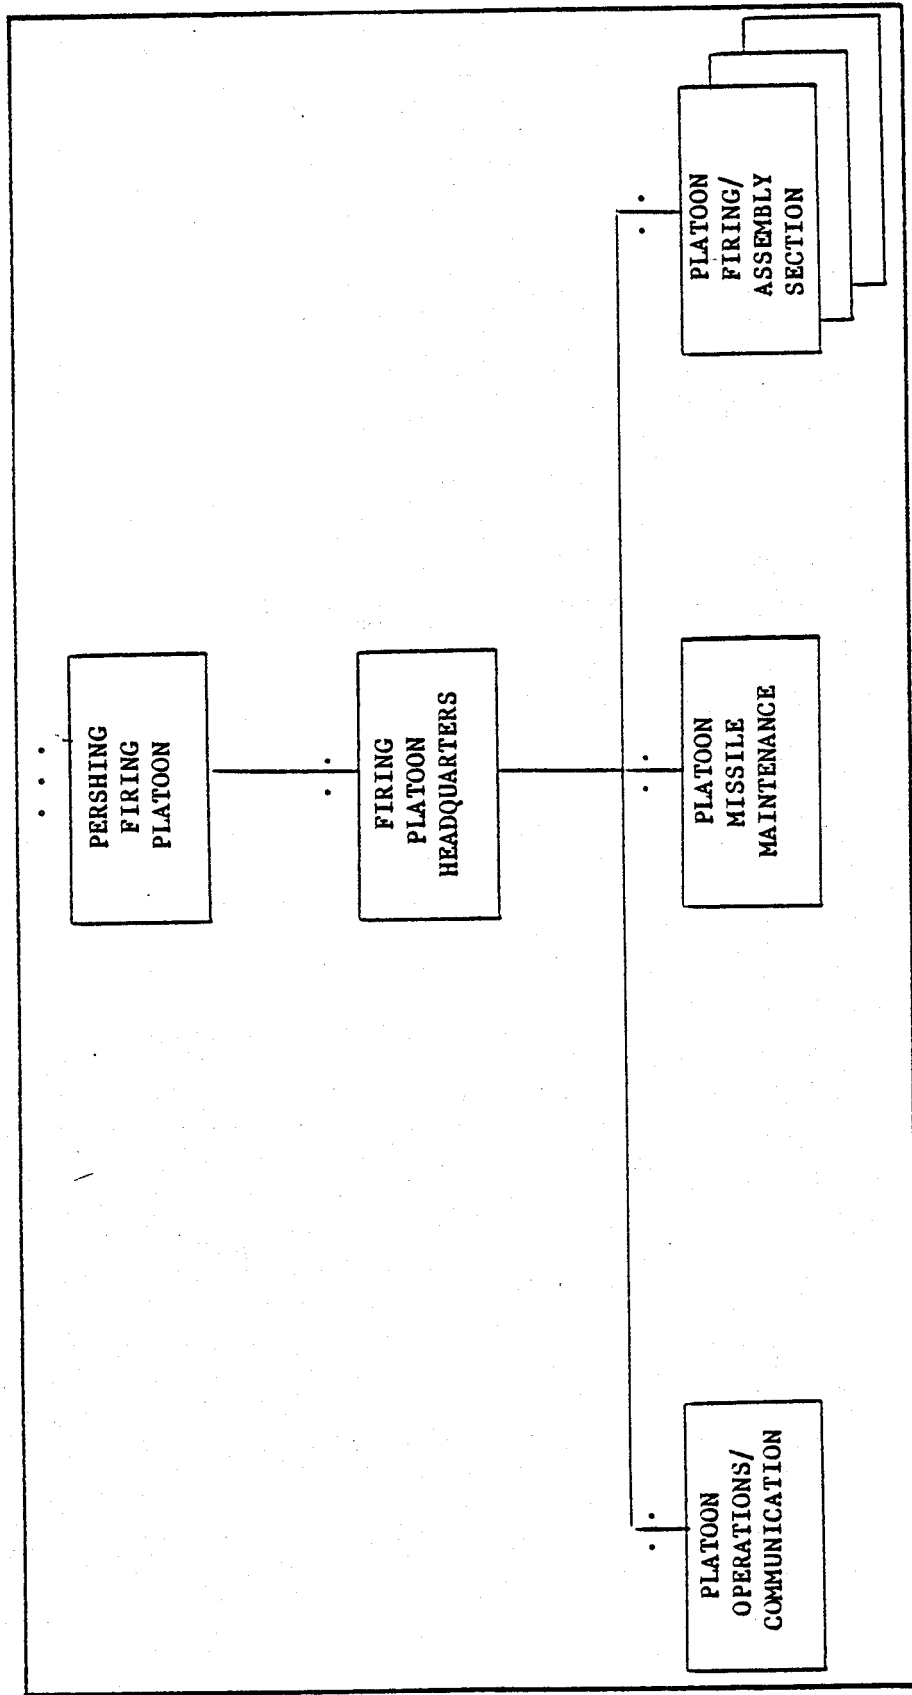 PERSHING
FIRING
PLATOON
FIRING
PLATOON
HEADQUARTERS
PLATOON
OPERATIONS/
COMMUNICATION
PLATOON
MISSILE
MAINTENANCE
PLATOON
FIRING/
ASSEMBLY
SECTION